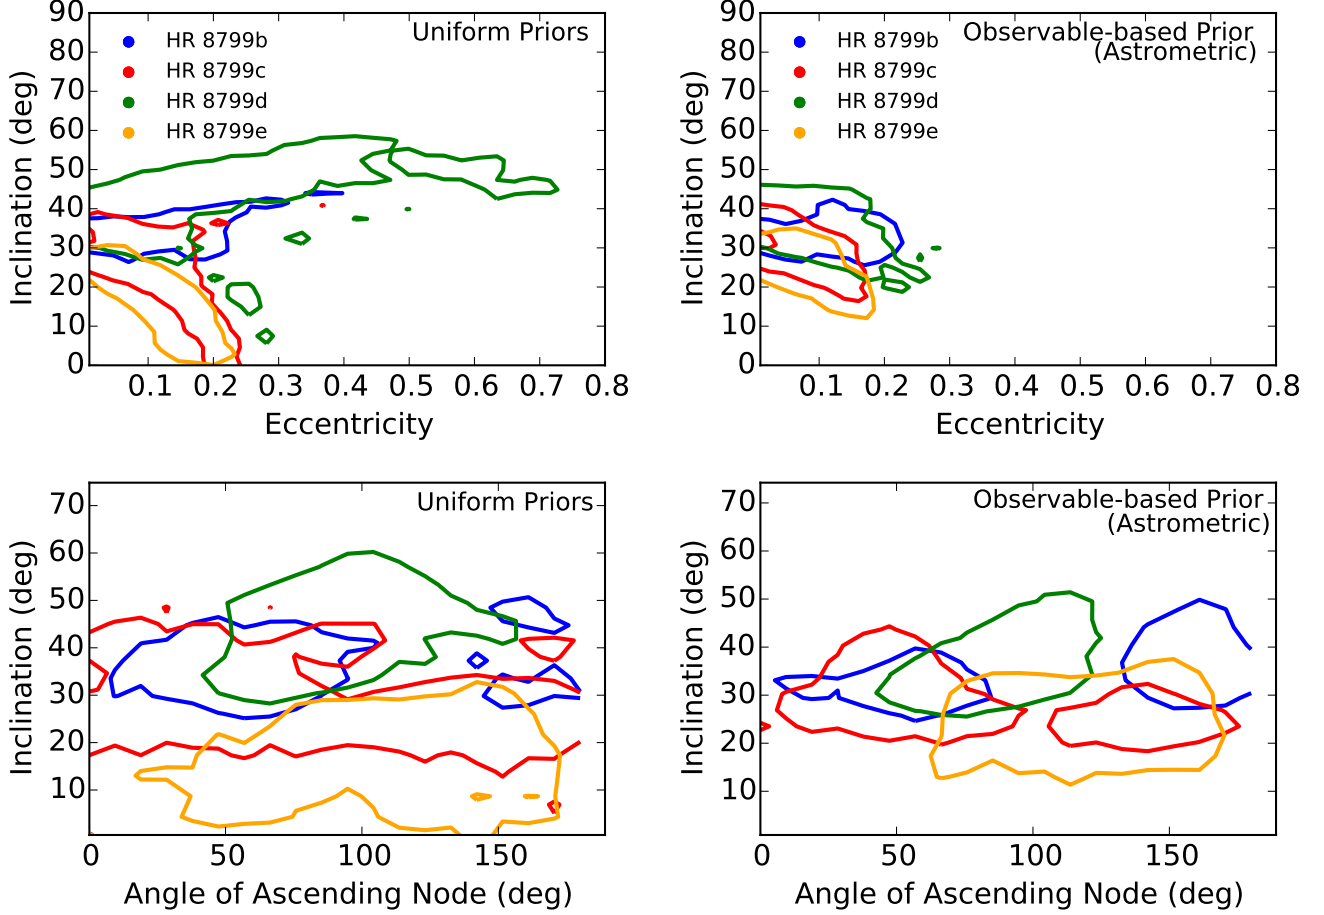 Uniform Priors
HR 8799b
HR 8799c
HR 8799d
HR 8799e
90
80
70
60
50
40
30
20
10
0
Inclination (deg)
0.1 0.2 0.3 0.4 0.5 0.6 0.7 0.8
Eccentricity
Observable-based Prior
(Astrometric)
HR 8799b
HR 8799c
HR 8799d
HR 8799e
90
80
70
60
50
40
30
20
10
0
Inclination (deg)
0.1 0.2 0.3 0.4 0.5 0.6 0.7 0.8
Eccentricity
Uniform Priors
70
60
50
40
30
20
10
Inclination (deg)
0 50 100 150
Angle of Ascending Node (deg)
Observable-based Prior
(Astrometric)
70
60
50
40
30
20
10
Inclination (deg)
0 50 100 150
Angle of Ascending Node (deg)